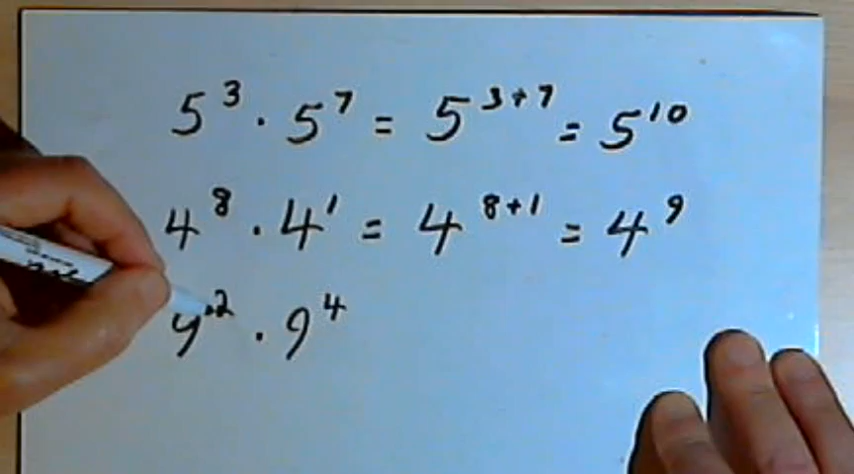 5³ · 5⁷ = 5³⁺⁷ = 5¹⁰
4⁸ · 4¹ = 4⁸⁺¹ = 4⁹
9² · 9⁴